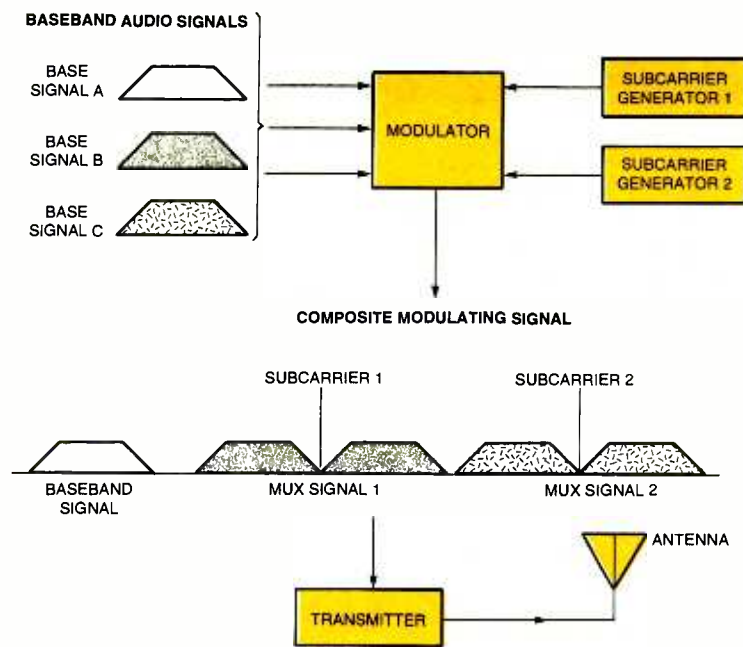 BASEBAND AUDIO SIGNALS
BASE
SIGNAL A
BASE
SIGNAL B
BASE
SIGNAL C
MODULATOR
SUBCARRIER
GENERATOR 1
SUBCARRIER
GENERATOR 2
COMPOSITE MODULATING SIGNAL
SUBCARRIER 1
SUBCARRIER 2
BASEBAND
SIGNAL
MUX SIGNAL 1
MUX SIGNAL 2
ANTENNA
TRANSMITTER